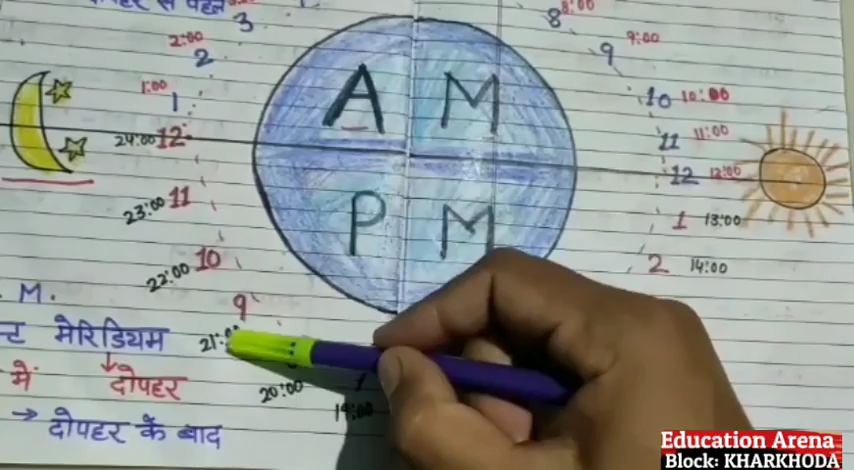 से पहले
3
8 8:00
2:00
2
9 9:00
1:00
1
10 10:00
A M
24:00 12
11 11:00
12 12:00
23:00 11
1 13:00
P M
22:00 10
2 14:00
. M.
9
मेरिडियम
में दोपहर
20:00
19:00
→ दोपहर के बाद
Education Arena
Block: KHARKHODA